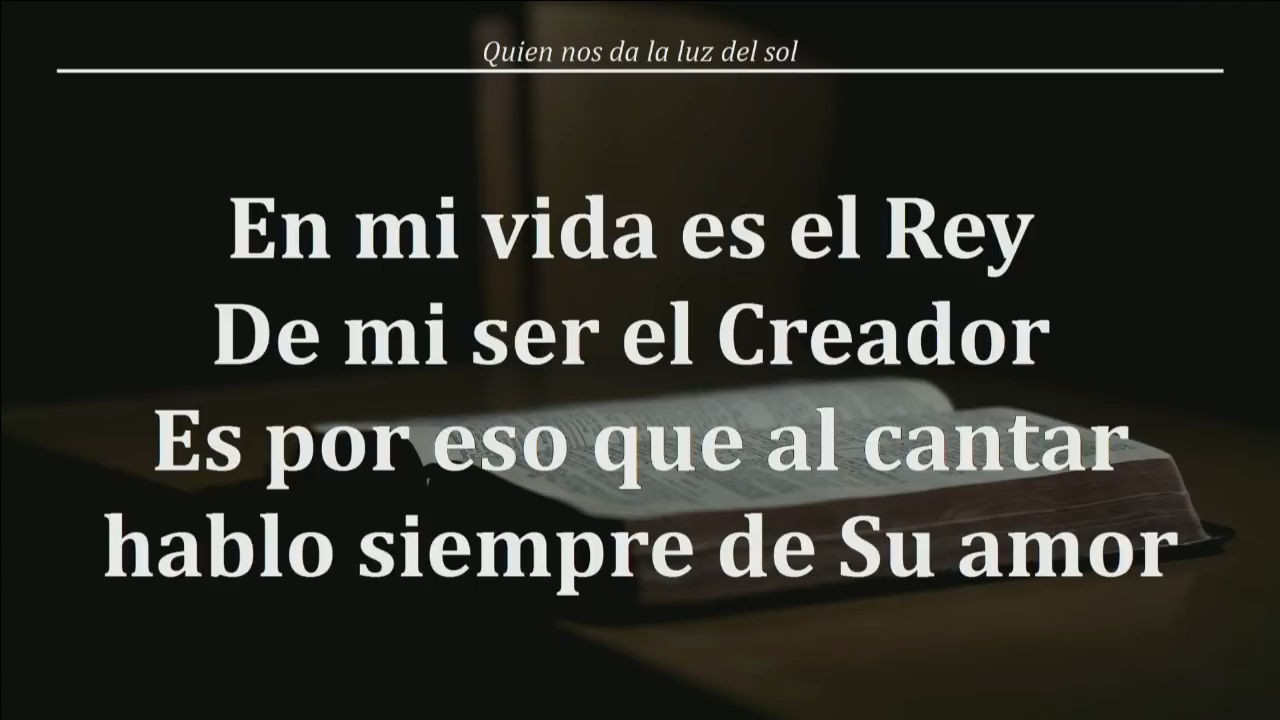 Quien nos da la luz del sol
En mi vida es el Rey
De mi ser el Creador
Es por eso que al cantar
hablo siempre de Su amor